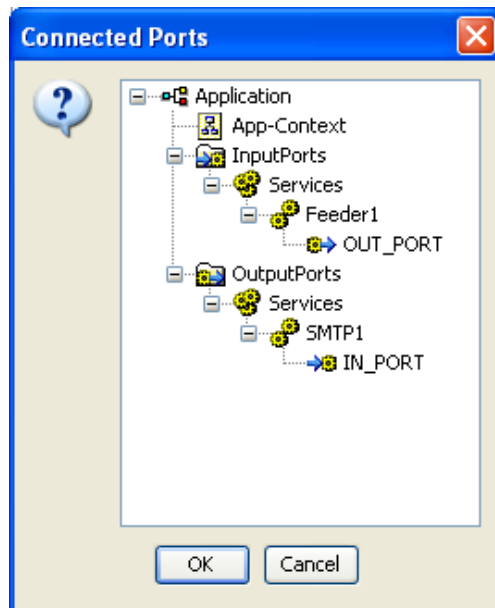 Connected Ports
Application
App-Context
InputPorts
Services
Feeder1
OUT_PORT
OutputPorts
Services
SMTP1
IN_PORT
OK Cancel